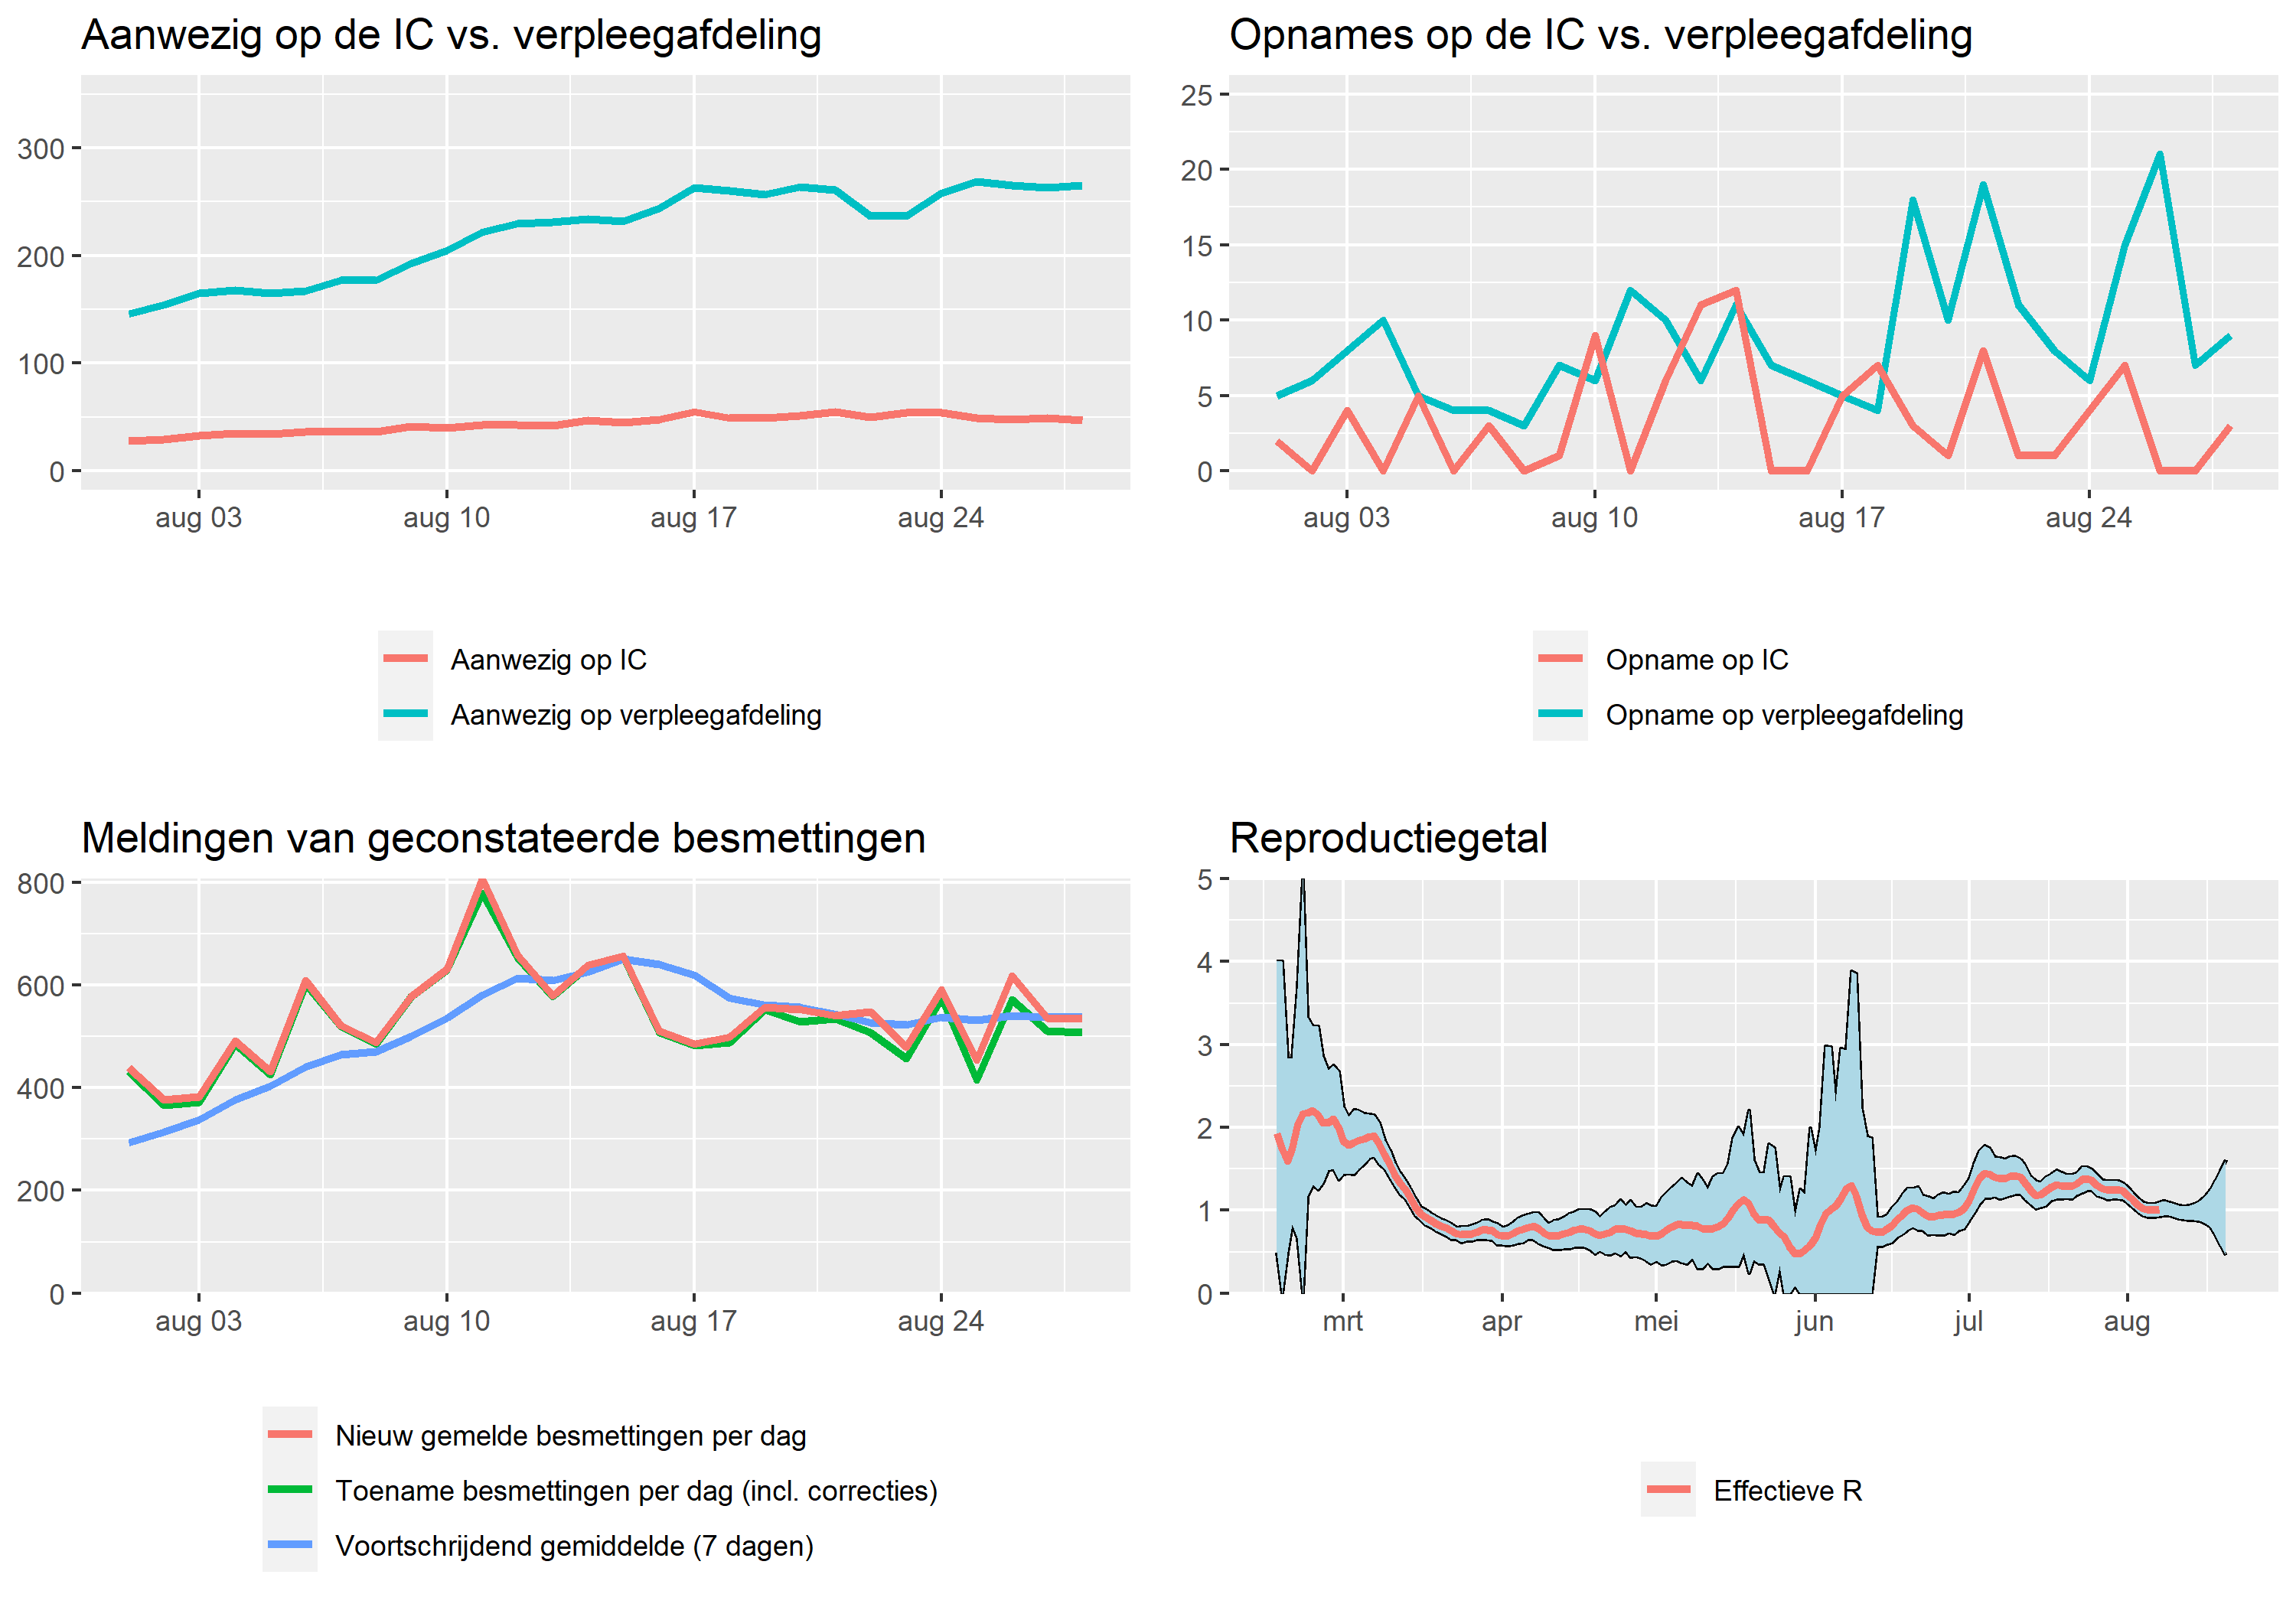 Aanwezig op de IC vs. verpleegafdeling
300
200
100
0
aug 03 aug 10 aug 17 aug 24
Aanwezig op IC
Aanwezig op verpleegafdeling
Opnames op de IC vs. verpleegafdeling
25
20
15
10
5
0
aug 03 aug 10 aug 17 aug 24
Opname op IC
Opname op verpleegafdeling
Meldingen van geconstateerde besmettingen
800
600
400
200
0
aug 03 aug 10 aug 17 aug 24
Nieuw gemelde besmettingen per dag
Toename besmettingen per dag (incl. correcties)
Voortschrijdend gemiddelde (7 dagen)
Reproductiegetal
5
4
3
2
1
0
mrt apr mei jun jul aug
Effectieve R